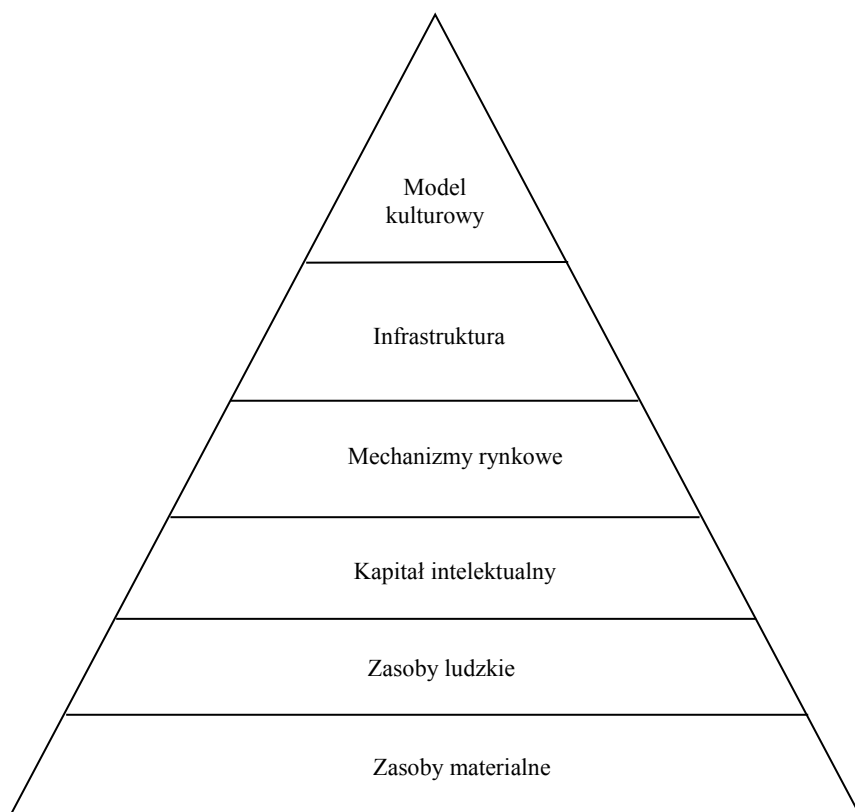 Model
kulturowy
Infrastruktura
Mechanizmy rynkowe
Kapitał intelektualny
Zasoby ludzkie
Zasoby materialne